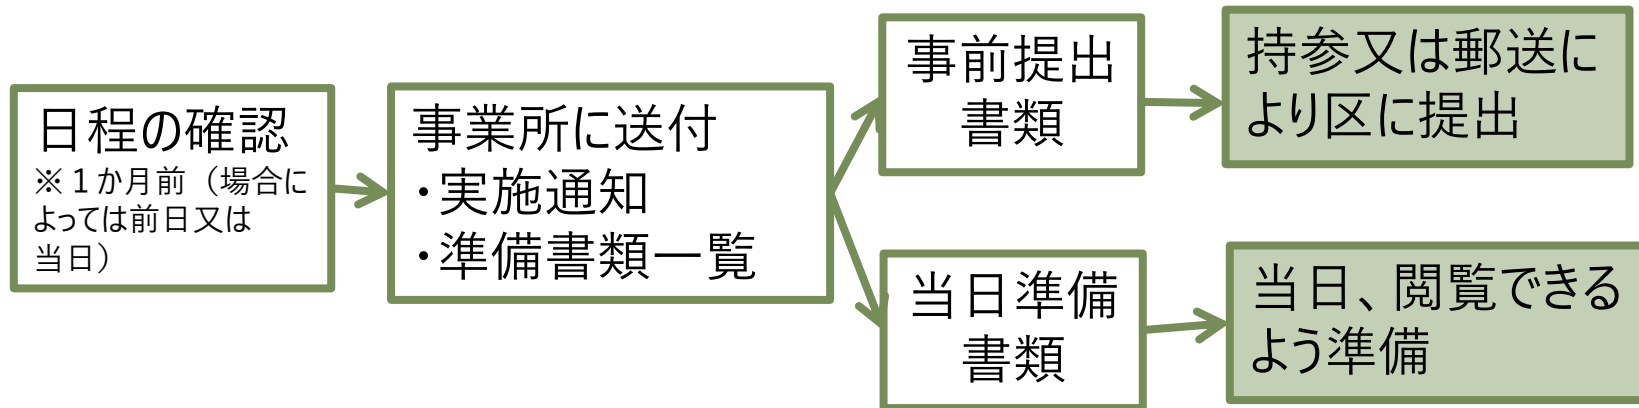 日程の確認
※１か月前（場合に
よっては前日又は
当日）
事業所に送付
・実施通知
・準備書類一覧
事前提出
書類
持参又は郵送に
より区に提出
当日準備
書類
当日、閲覧できる
よう準備